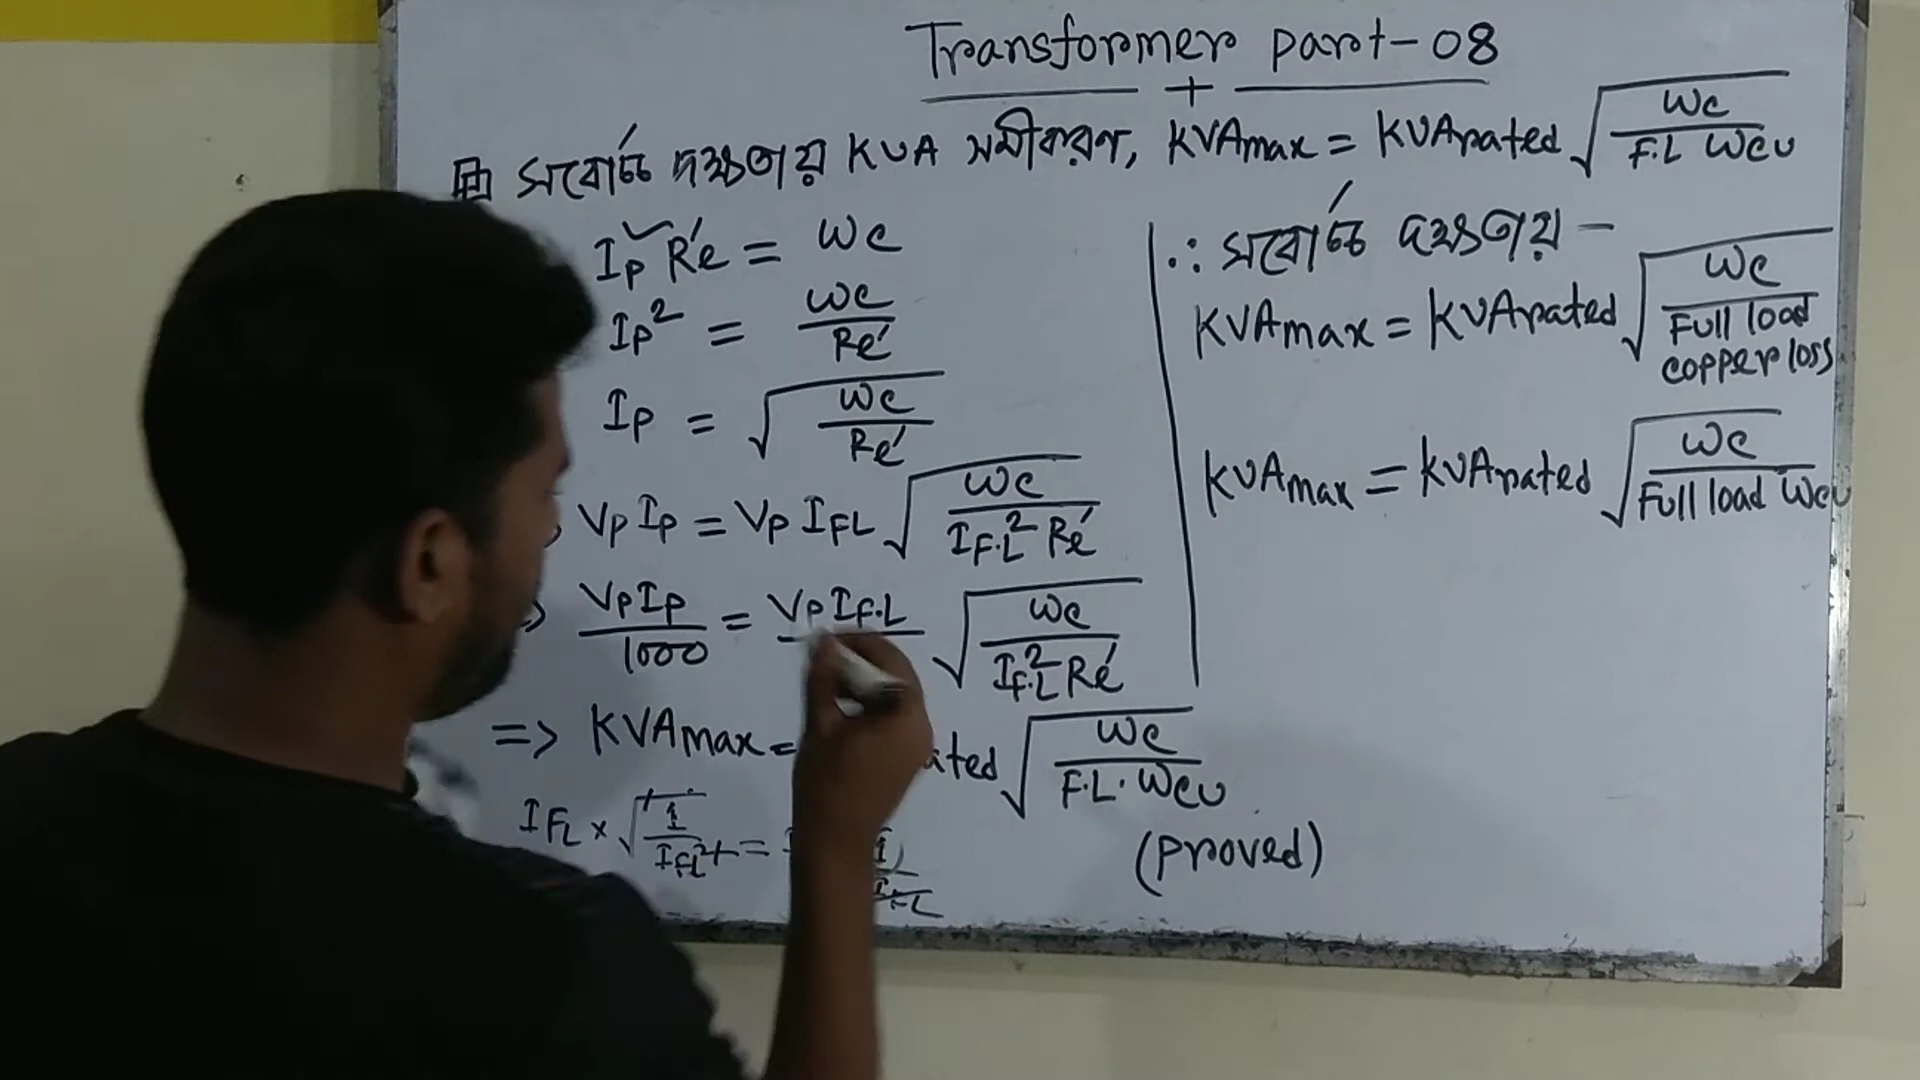 Transformer part-08
সর্বোচ্চ দক্ষতায় KVA সমীকরণ, KVAmax = KVArated √(Wc / F.L Wcu)
Ip² Re′ = Wc
Ip² = Wc / Re′
Ip = √(Wc / Re′)
Vp Ip = Vp IFL √(Wc / IF.L² Re′)
Vp Ip / 1000 = Vp IF.L √(Wc / IF.L² Re′)
=> KVAmax = ated √(Wc / F.L. Wcu)
(proved)
IFL × √(1 / IFL²) =
∴ সর্বোচ্চ দক্ষতায় –
KVAmax = KVArated √(Wc / Full load copper loss)
KVAmax = KVArated √(Wc / Full load Wcu)